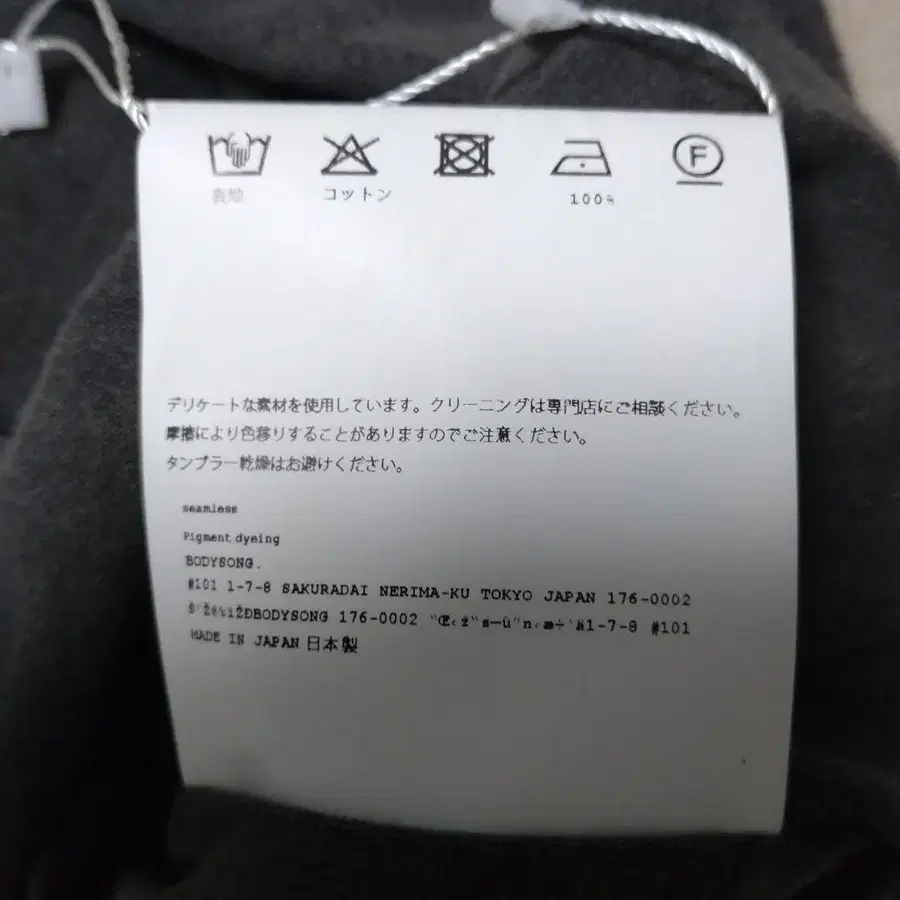 F
表地 コットン 100%
デリケートな素材を使用しています。クリーニングは専門店にご相談ください。
摩擦により色移りすることがありますのでご注意ください。
タンブラー乾燥はお避けください。
seamless
Pigment dyeing
BODYSONG.
#101 1-7-8 SAKURADAI NERIMA-KU TOKYO JAPAN 176-0002
BODYSONG 176-0002 1-7-8 #101
MADE IN JAPAN 日本製